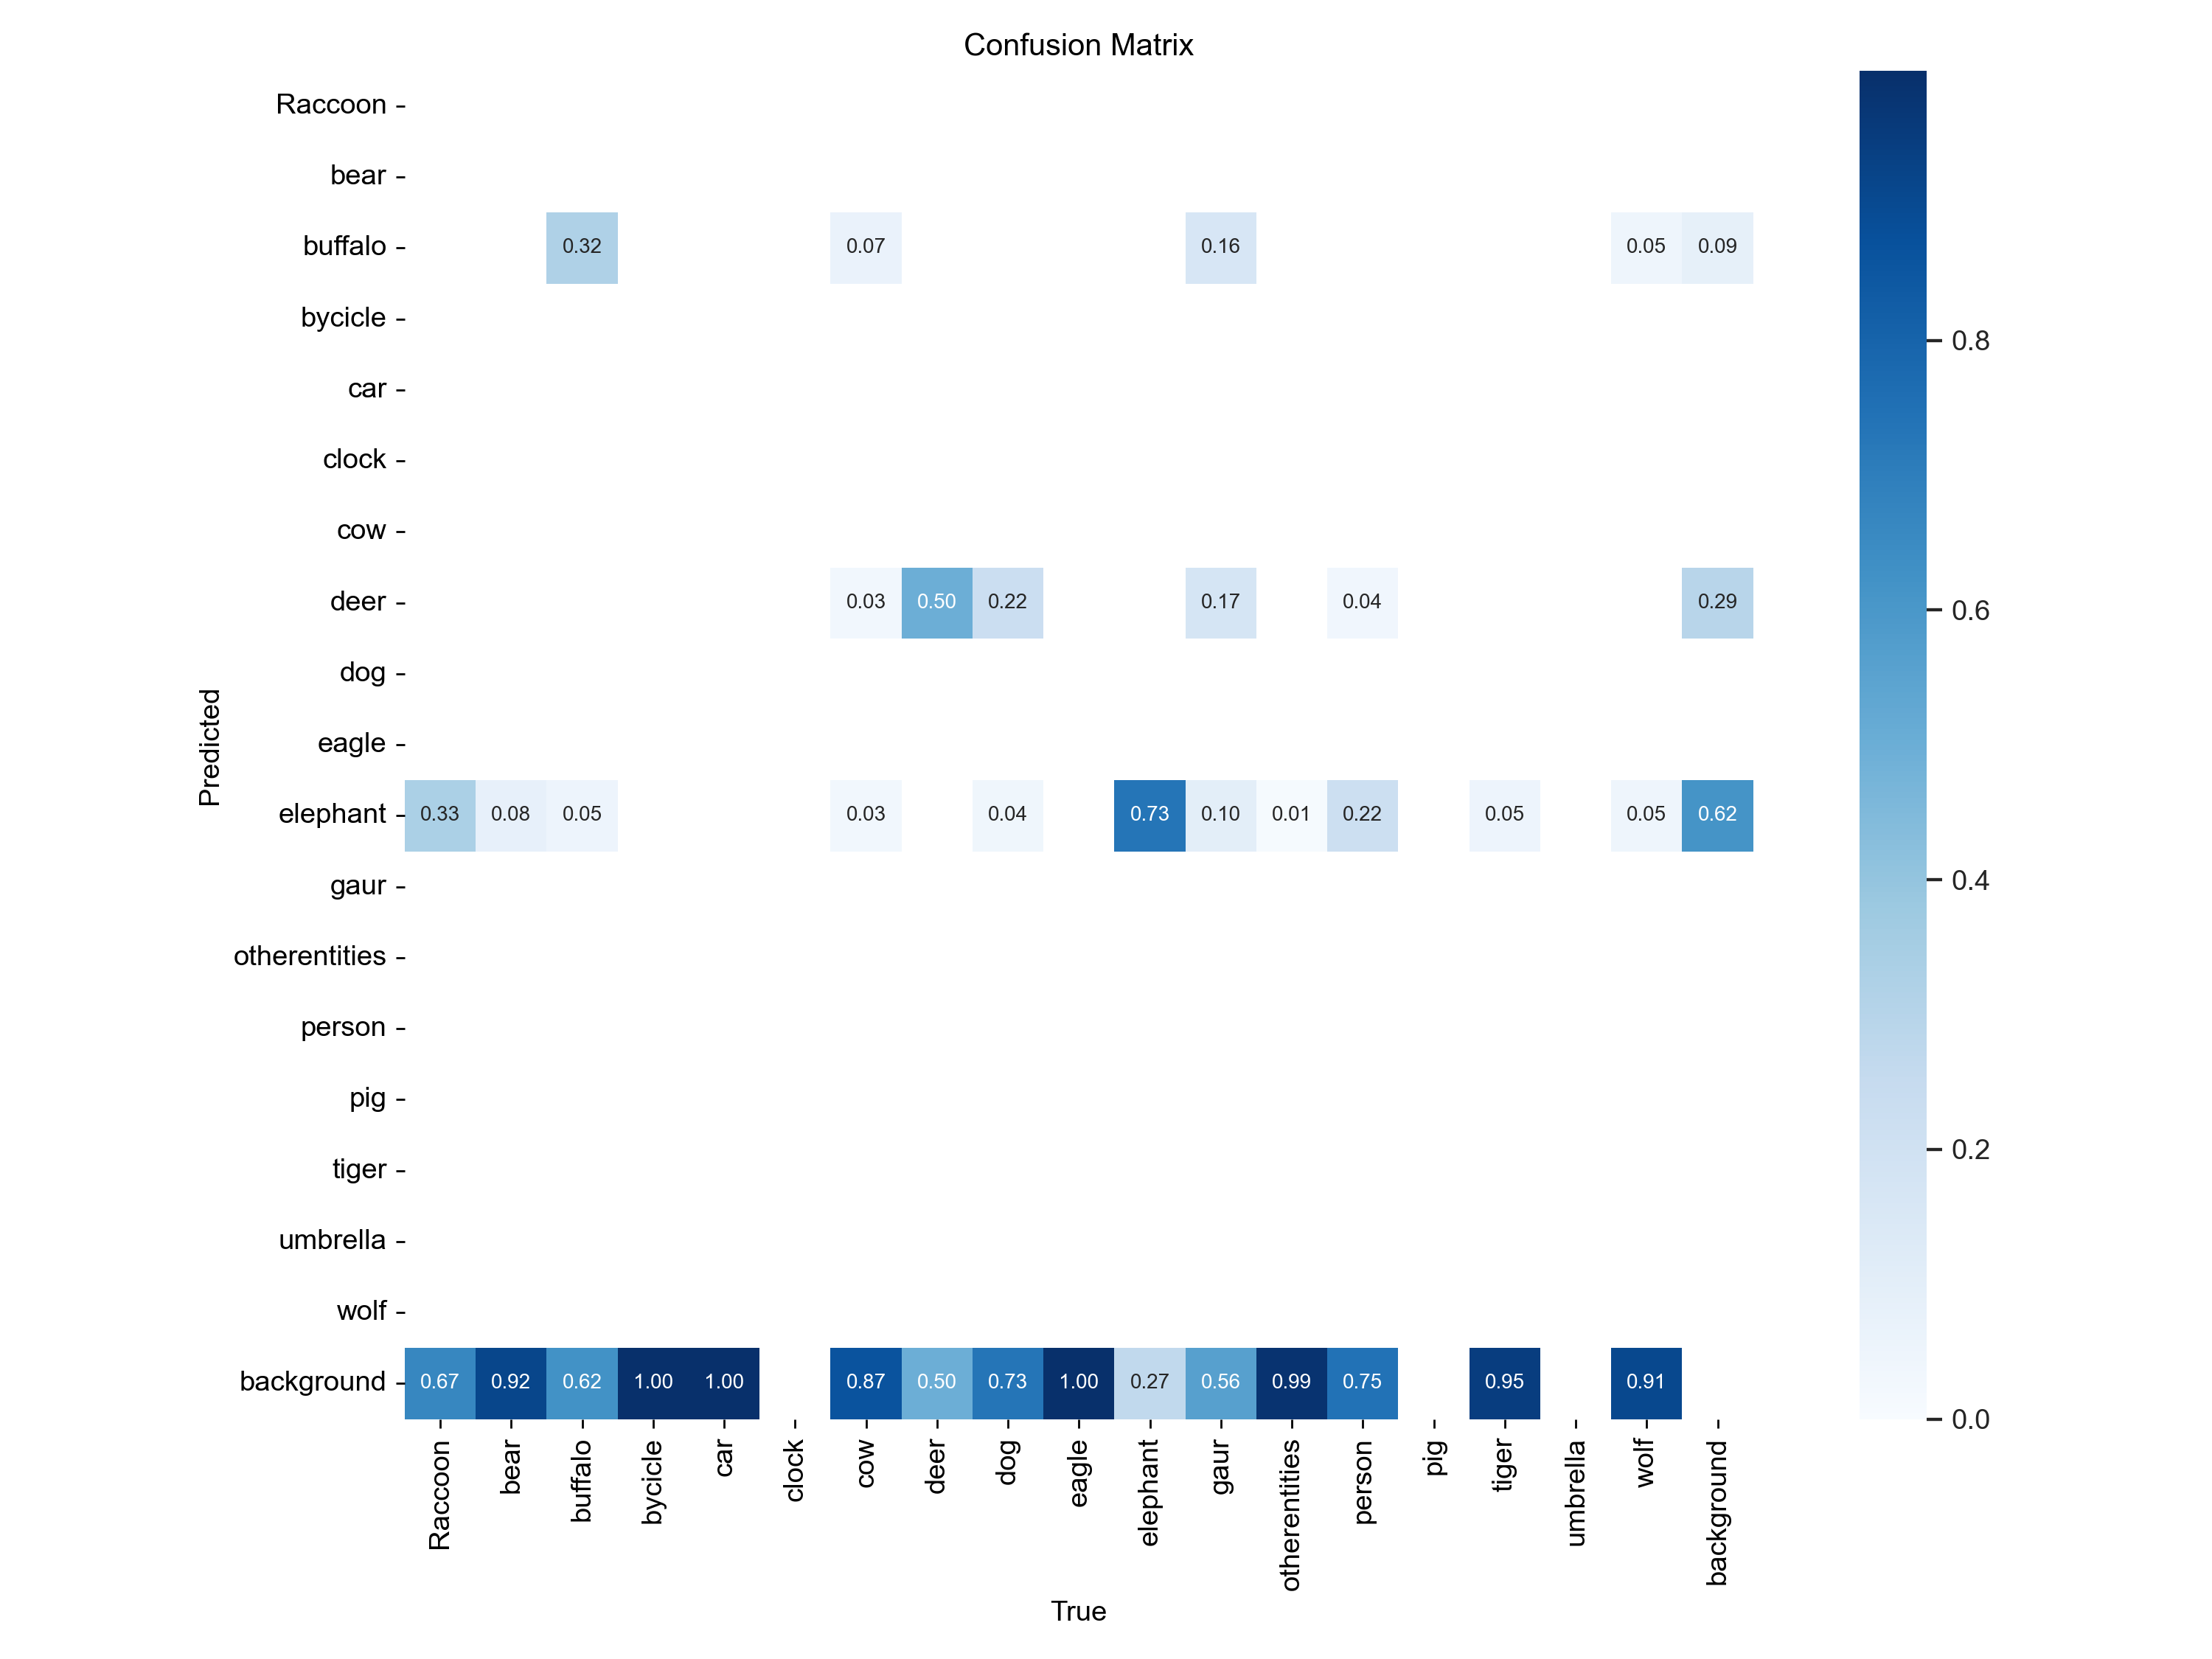 Confusion Matrix
Raccoon
bear
buffalo 0.32 0.07 0.16 0.05 0.09
bycicle
car 0.8
clock
cow
deer 0.03 0.50 0.22 0.17 0.04 0.29
0.6
dog
Predicted
eagle
elephant 0.33 0.08 0.05 0.03 0.04 0.73 0.10 0.01 0.22 0.05 0.05 0.62
gaur 0.4
otherentities
person
pig
tiger 0.2
umbrella
wolf
background 0.67 0.92 0.62 1.00 1.00 0.87 0.50 0.73 1.00 0.27 0.56 0.99 0.75 0.95 0.91
0.0
Raccoon bear buffalo bycicle car clock cow deer dog eagle elephant gaur otherentities person pig tiger umbrella wolf background
True